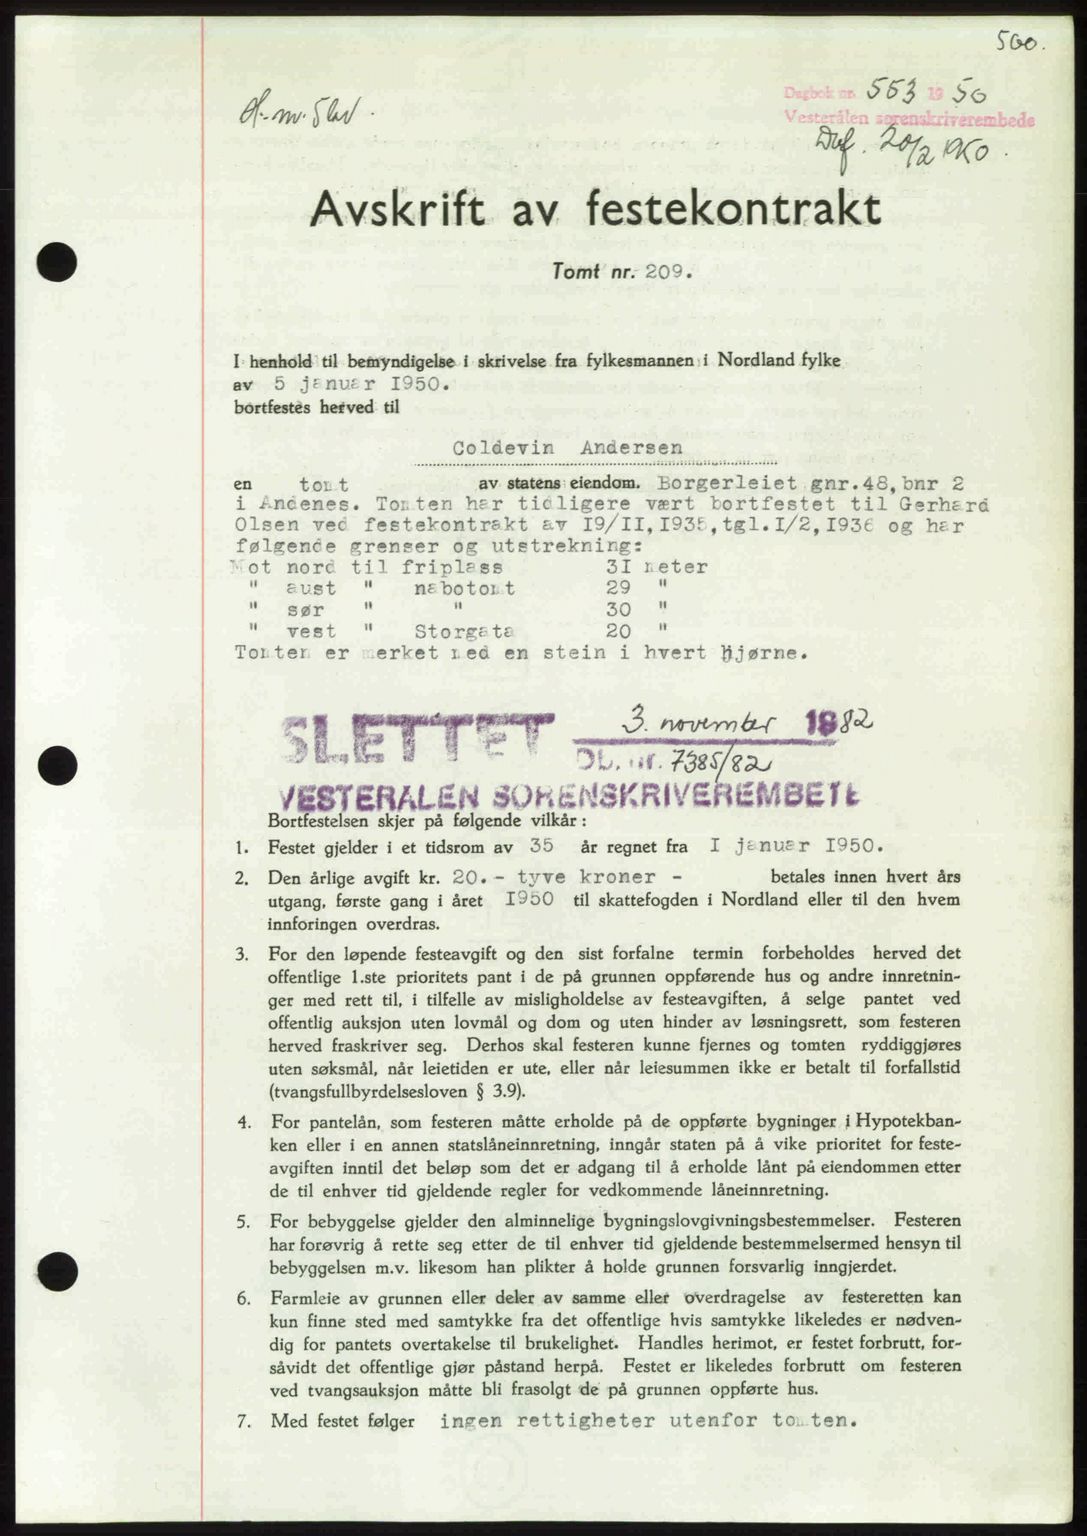 500.
Dagbok nr. 553 19 50
Vesterålen sorenskriverembede
20/2 1950.
Avskrift av festekontrakt
Tomt nr. 209.
I henhold til bemyndigelse i skrivelse fra fylkesmannen i Nordland fylke
av 5 januar I950.
bortfestes herved til
Coldevin Andersen
en tomt av statens eiendom. Borgerleiet gnr.48,bnr 2
i Andenes. Tomten har tidligere vært bortfestet til Gerhard
Olsen ved festekontrakt av I9/II,I935,tgl.I/2,I936 og har
følgende grenser og utstrekning:
Mot nord til friplass 3I meter
" aust " nabotomt 29 "
" sør " " 30 "
" vest " Storgata 20 "
Tomten er merket med en stein i hvert hjørne.
SLETTET 3. november 1982
Db. nr. 7385/82
VESTERÅLEN SORENSKRIVEREMBETE
Bortfestelsen skjer på følgende vilkår:
1. Festet gjelder i et tidsrom av 35 år regnet fra I januar I950.
2. Den årlige avgift kr. 20.- tyve kroner - betales innen hvert års
utgang, første gang i året I950 til skattefogden i Nordland eller til den hvem
innforingen overdras.
3. For den løpende festeavgift og den sist forfalne termin forbeholdes herved det
offentlige 1.ste prioritets pant i de på grunnen oppførende hus og andre innretnin-
ger med rett til, i tilfelle av misligholdelse av festeavgiften, å selge pantet ved
offentlig auksjon uten lovmål og dom og uten hinder av løsningsrett, som festeren
herved fraskriver seg. Derhos skal festeren kunne fjernes og tomten ryddiggjøres
uten søksmål, når leietiden er ute, eller når leiesummen ikke er betalt til forfallstid
(tvangsfullbyrdelsesloven § 3.9).
4. For pantelån, som festeren måtte erholde på de oppførte bygninger i Hypotekban-
ken eller i en annen statslåneinnretning, inngår staten på å vike prioritet for feste-
avgiften inntil det beløp som det er adgang til å erholde lånt på eiendommen etter
de til enhver tid gjeldende regler for vedkommende låneinnretning.
5. For bebyggelse gjelder den alminnelige bygningslovgivningsbestemmelser. Festeren
har forøvrig å rette seg etter de til enhver tid gjeldende bestemmelsermed hensyn til
bebyggelsen m.v. likesom han plikter å holde grunnen forsvarlig inngjerdet.
6. Farmleie av grunnen eller deler av samme eller overdragelse av festeretten kan
kun finne sted med samtykke fra det offentlige hvis samtykke likeledes er nødven-
dig for pantets overtakelse til brukelighet. Handles herimot, er festet forbrutt, for-
såvidt det offentlige gjør påstand herpå. Festet er likeledes forbrutt om festeren
ved tvangsauksjon måtte bli frasolgt de på grunnen oppførte hus.
7. Med festet følger ingen rettigheter utenfor tomten.